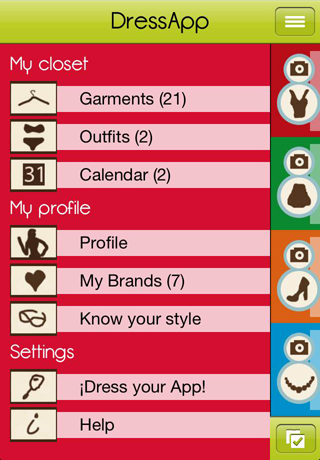 DressApp
My closet
Garments (21)
Outfits (2)
31
Calendar (2)
My profile
Profile
My Brands (7)
Know your style
Settings
¡Dress your App!
Help